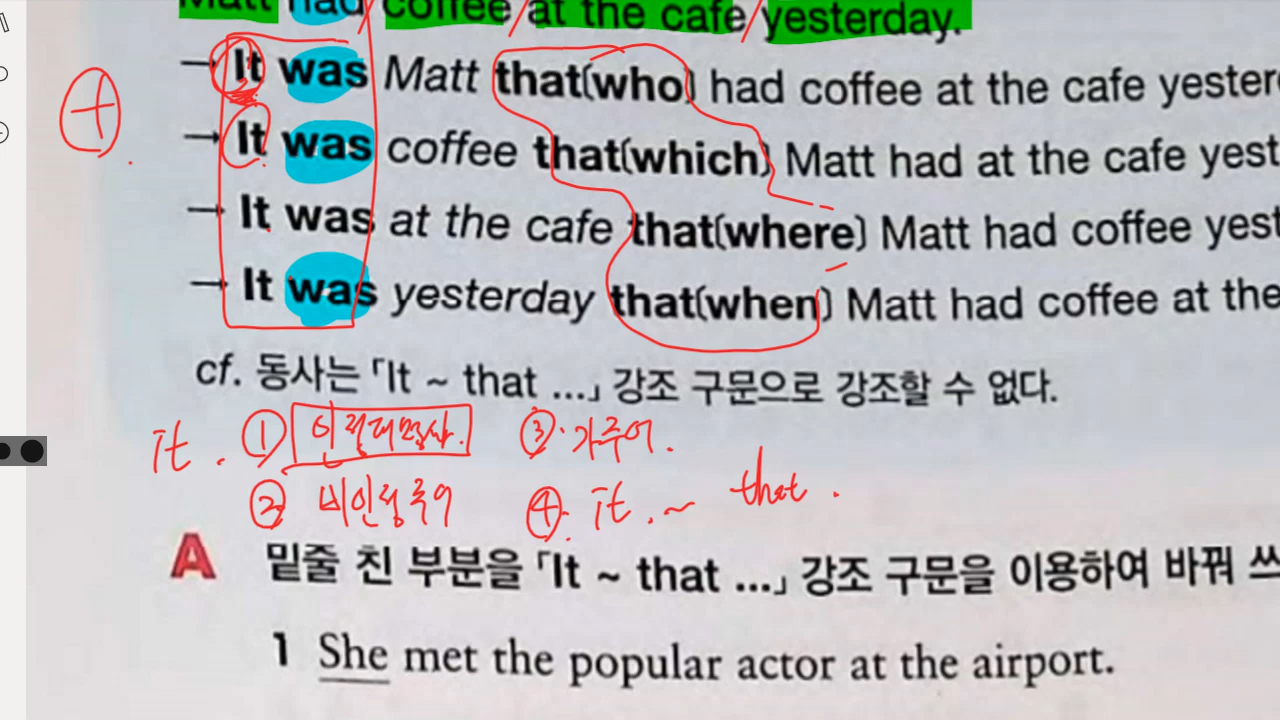 Matt had / coffee / at the cafe / yesterday.
→ It was Matt that(who) had coffee at the cafe yester
④.
→ It was coffee that(which) Matt had at the cafe yest
→ It was at the cafe that(where) Matt had coffee yest
→ It was yesterday that(when) Matt had coffee at the
cf. 동사는 「It ~ that ...」 강조 구문으로 강조할 수 없다.
it. ① 인칭대명사. ③. 가주어.
② 비인칭주어 ④. it. ~ that.
A 밑줄 친 부분을 「It ~ that ...」 강조 구문을 이용하여 바꿔 쓰
1 She met the popular actor at the airport.